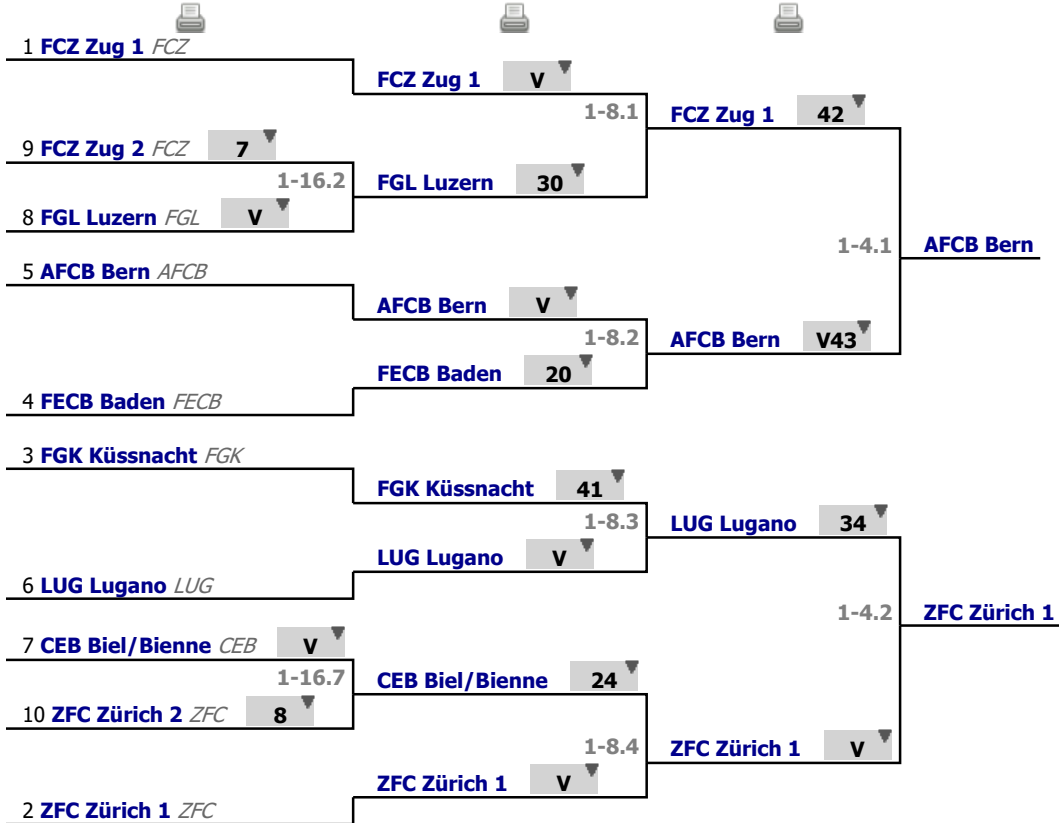 1 FCZ Zug 1 FCZ
FCZ Zug 1 V
1-8.1
FCZ Zug 1 42
9 FCZ Zug 2 FCZ 7
1-16.2
FGL Luzern 30
8 FGL Luzern FGL V
1-4.1
AFCB Bern
5 AFCB Bern AFCB
AFCB Bern V
1-8.2
AFCB Bern V43
FECB Baden 20
4 FECB Baden FECB
3 FGK Küssnacht FGK
FGK Küssnacht 41
1-8.3
LUG Lugano 34
LUG Lugano V
6 LUG Lugano LUG
1-4.2
ZFC Zürich 1
7 CEB Biel/Bienne CEB V
1-16.7
CEB Biel/Bienne 24
10 ZFC Zürich 2 ZFC 8
1-8.4
ZFC Zürich 1 V
ZFC Zürich 1 V
2 ZFC Zürich 1 ZFC